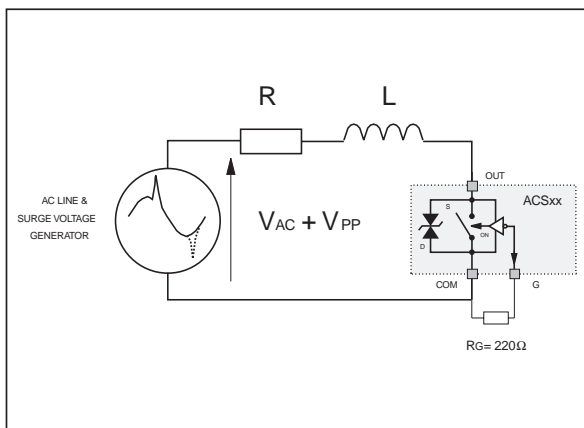 R
L
OUT
AC LINE &
SURGE VOLTAGE
GENERATOR
VAC + VPP
ACSxx
S
ON
D
COM
G
RG= 220Ω